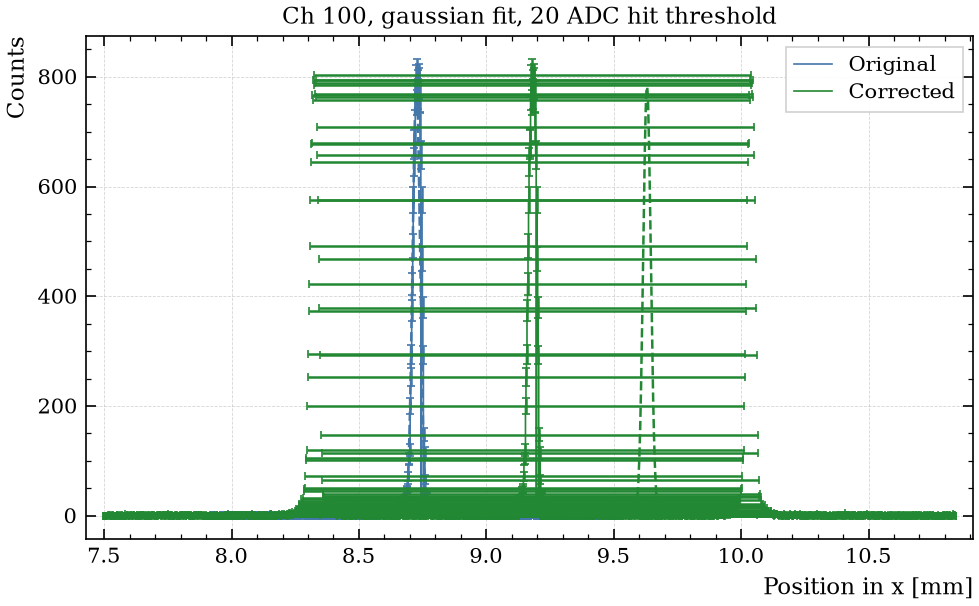 Ch 100, gaussian fit, 20 ADC hit threshold
Counts
800
600
400
200
0
Original
Corrected
7.5 8.0 8.5 9.0 9.5 10.0 10.5
Position in x [mm]